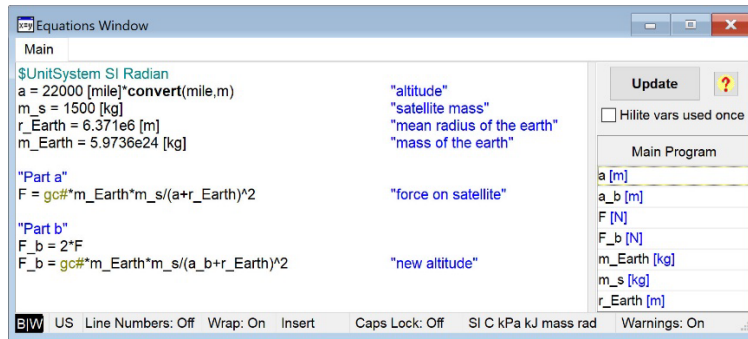 x=y Equations Window
Main
$UnitSystem SI Radian
a = 22000 [mile]*convert(mile,m) "altitude"
m_s = 1500 [kg] "satellite mass"
r_Earth = 6.371e6 [m] "mean radius of the earth"
m_Earth = 5.9736e24 [kg] "mass of the earth"
"Part a"
F = gc#*m_Earth*m_s/(a+r_Earth)^2 "force on satellite"
"Part b"
F_b = 2*F
F_b = gc#*m_Earth*m_s/(a_b+r_Earth)^2 "new altitude"
Update ?
Hilite vars used once
Main Program
a [m]
a_b [m]
F [N]
F_b [N]
m_Earth [kg]
m_s [kg]
r_Earth [m]
B|W US Line Numbers: Off Wrap: On Insert Caps Lock: Off SI C kPa kJ mass rad Warnings: On